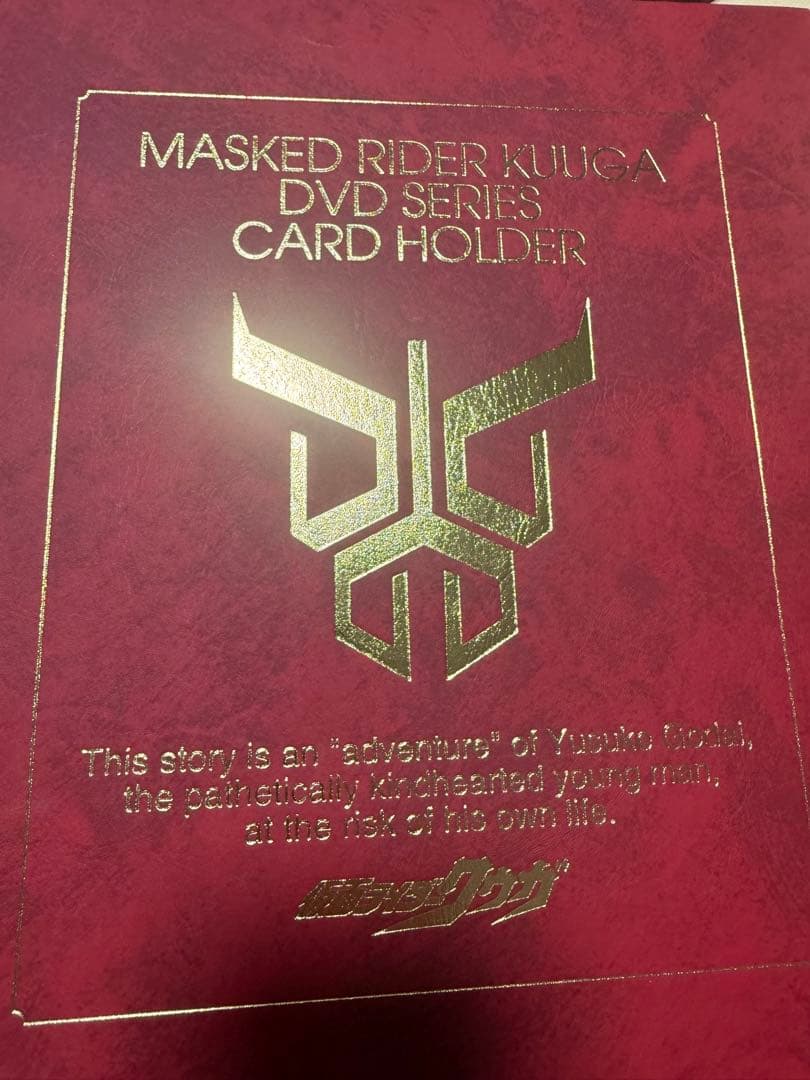 MASKED RIDER KUUGA
DVD SERIES
CARD HOLDER
This story is an "adventure" of Yusuke Godai,
the pathetically kindhearted young man,
at the risk of his own life.
仮面ライダークウガ